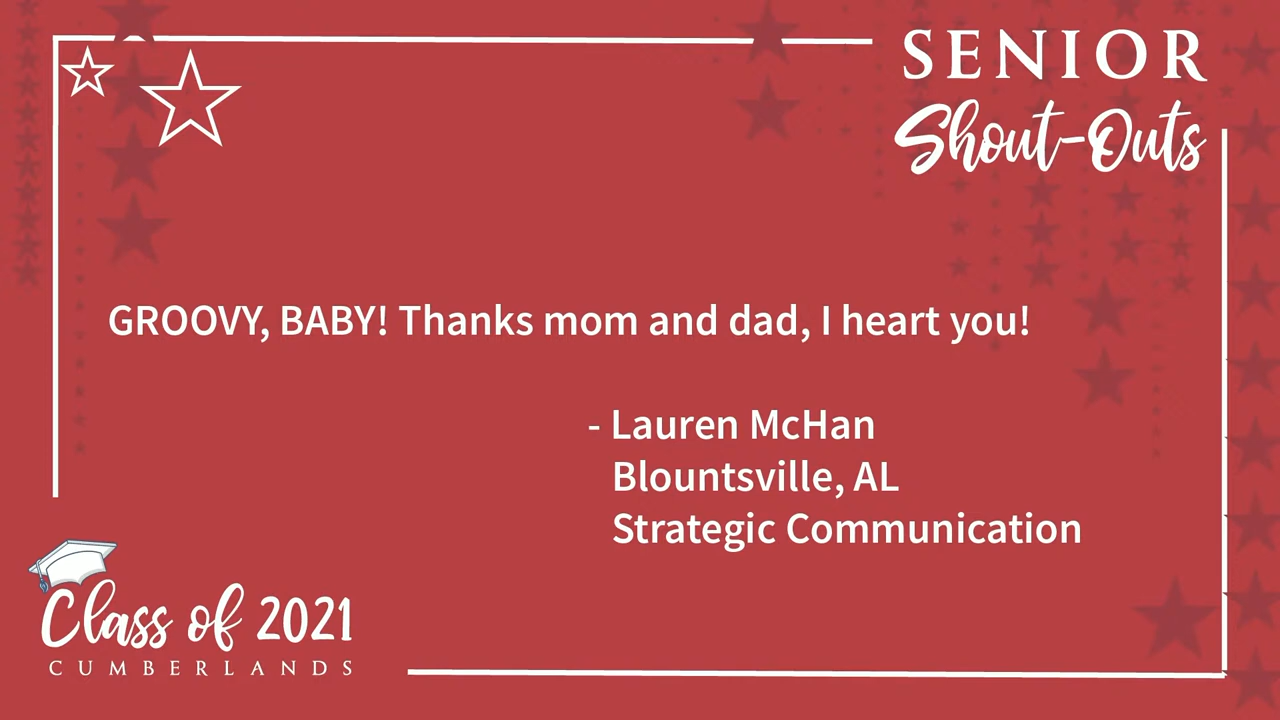 SENIOR
Shout-Outs
GROOVY, BABY! Thanks mom and dad, I heart you!
- Lauren McHan
Blountsville, AL
Strategic Communication
Class of 2021
CUMBERLANDS